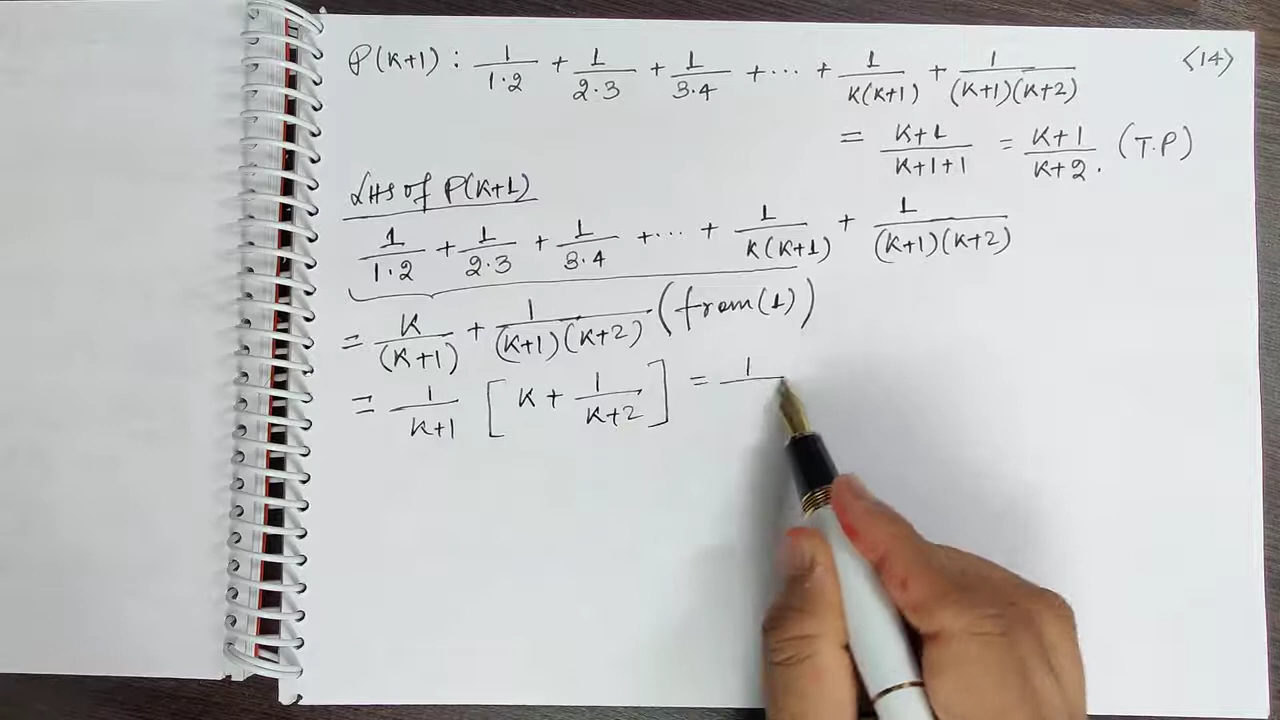 P(K+1) : 1/(1·2) + 1/(2·3) + 1/(3·4) + ... + 1/(K(K+1)) + 1/((K+1)(K+2)) <14>
= (K+1)/(K+1+1) = (K+1)/(K+2). (T.P)
LHS of P(K+1)
1/(1·2) + 1/(2·3) + 1/(3·4) + ... + 1/(K(K+1)) + 1/((K+1)(K+2))
= K/(K+1) + 1/((K+1)(K+2)) (from(1))
= 1/(K+1) [K + 1/(K+2)] = 1/